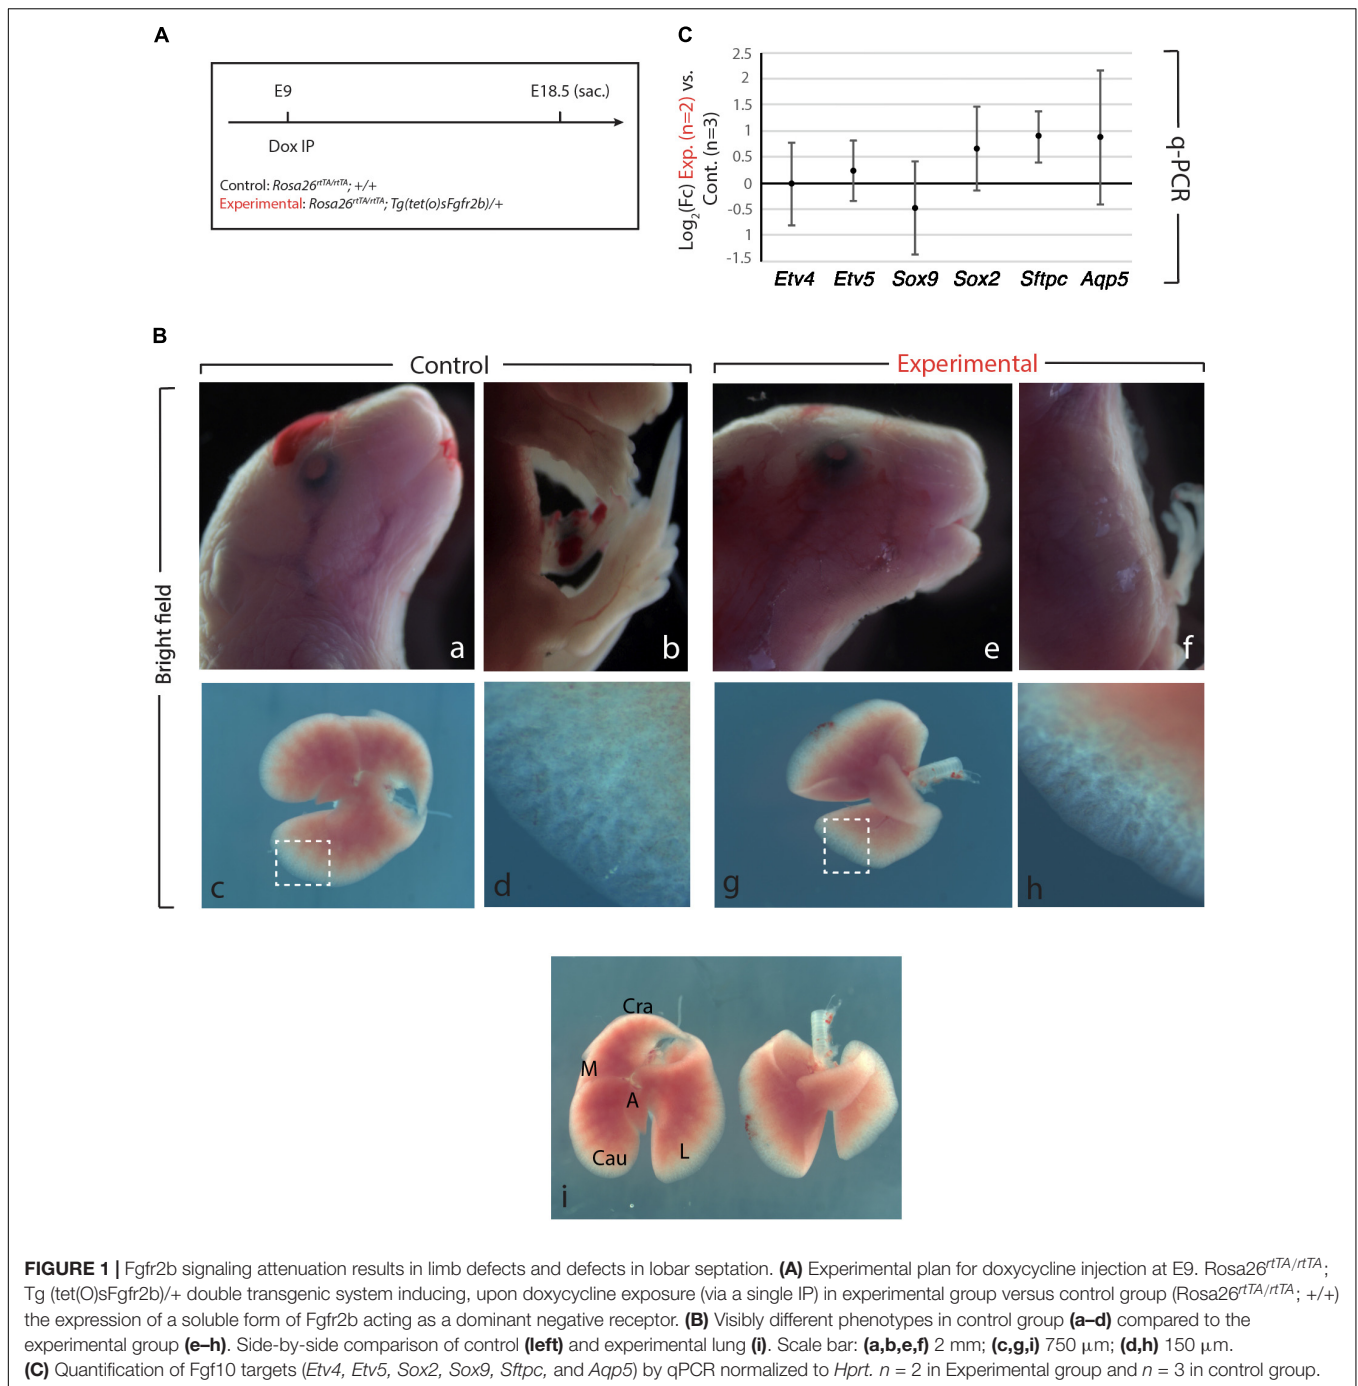 A
E9
E18.5 (sac.)
Dox IP
Control: Rosa26rtTA/rtTA; +/+
Experimental: Rosa26rtTA/rtTA; Tg(tet(o)sFgfr2b)/+
C
Log2(Fc) Exp. (n=2) vs.
Cont. (n=3)
2.5
2
1.5
1
0.5
0
-0.5
1
-1.5
Etv4 Etv5 Sox9 Sox2 Sftpc Aqp5
q-PCR
B
Control
Experimental
Bright field
a
b
e
f
c
d
g
h
Cra
M
A
Cau
L
i
FIGURE 1 | Fgfr2b signaling attenuation results in limb defects and defects in lobar septation. (A) Experimental plan for doxycycline injection at E9. Rosa26rtTA/rtTA;
Tg (tet(O)sFgfr2b)/+ double transgenic system inducing, upon doxycycline exposure (via a single IP) in experimental group versus control group (Rosa26rtTA/rtTA; +/+)
the expression of a soluble form of Fgfr2b acting as a dominant negative receptor. (B) Visibly different phenotypes in control group (a–d) compared to the
experimental group (e–h). Side-by-side comparison of control (left) and experimental lung (i). Scale bar: (a,b,e,f) 2 mm; (c,g,i) 750 μm; (d,h) 150 μm.
(C) Quantification of Fgf10 targets (Etv4, Etv5, Sox2, Sox9, Sftpc, and Aqp5) by qPCR normalized to Hprt. n = 2 in Experimental group and n = 3 in control group.